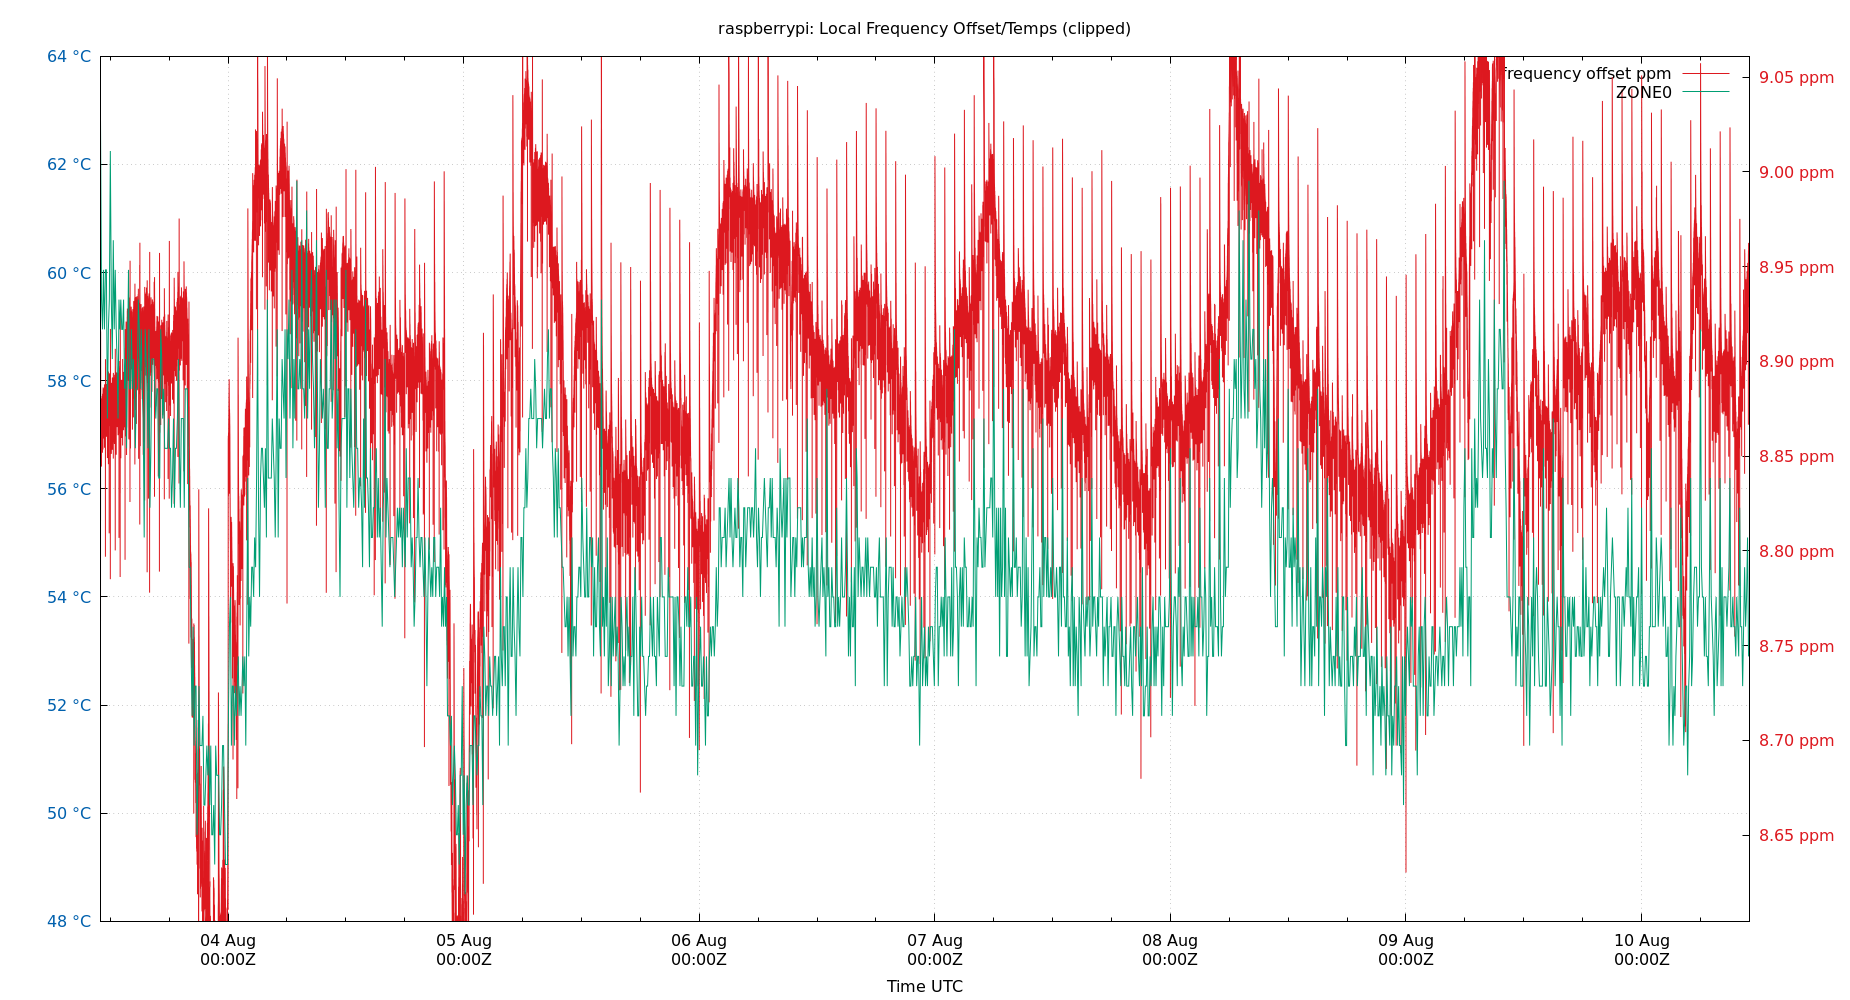 raspberrypi: Local Frequency Offset/Temps (clipped)
64 °C
62 °C
60 °C
58 °C
56 °C
54 °C
52 °C
50 °C
48 °C
frequency offset ppm
ZONE0
9.05 ppm
9.00 ppm
8.95 ppm
8.90 ppm
8.85 ppm
8.80 ppm
8.75 ppm
8.70 ppm
8.65 ppm
04 Aug
00:00Z
05 Aug
00:00Z
06 Aug
00:00Z
07 Aug
00:00Z
08 Aug
00:00Z
09 Aug
00:00Z
10 Aug
00:00Z
Time UTC